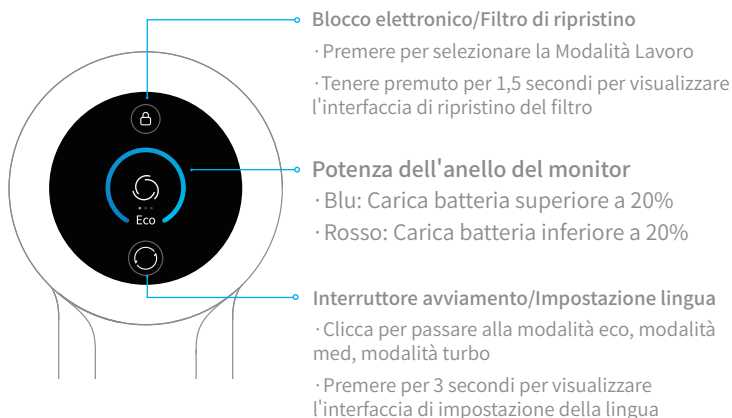 Blocco elettronico/Filtro di ripristino
·Premere per selezionare la Modalità Lavoro
·Tenere premuto per 1,5 secondi per visualizzare
l'interfaccia di ripristino del filtro
Potenza dell'anello del monitor
·Blu: Carica batteria superiore a 20%
·Rosso: Carica batteria inferiore a 20%
Eco
Interruttore avviamento/Impostazione lingua
·Clicca per passare alla modalità eco, modalità
med, modalità turbo
·Premere per 3 secondi per visualizzare
l'interfaccia di impostazione della lingua